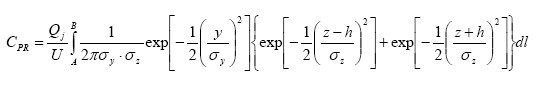 C_{PR} = \frac{Q_j}{U} \int_A^B \frac{1}{2\pi\sigma_y \cdot \sigma_z} \exp\left[-\frac{1}{2}\left(\frac{y}{\sigma_y}\right)^2\right] \left\{ \exp\left[-\frac{1}{2}\left(\frac{z-h}{\sigma_s}\right)^2\right] + \exp\left[-\frac{1}{2}\left(\frac{z+h}{\sigma_s}\right)^2\right] \right\} dl